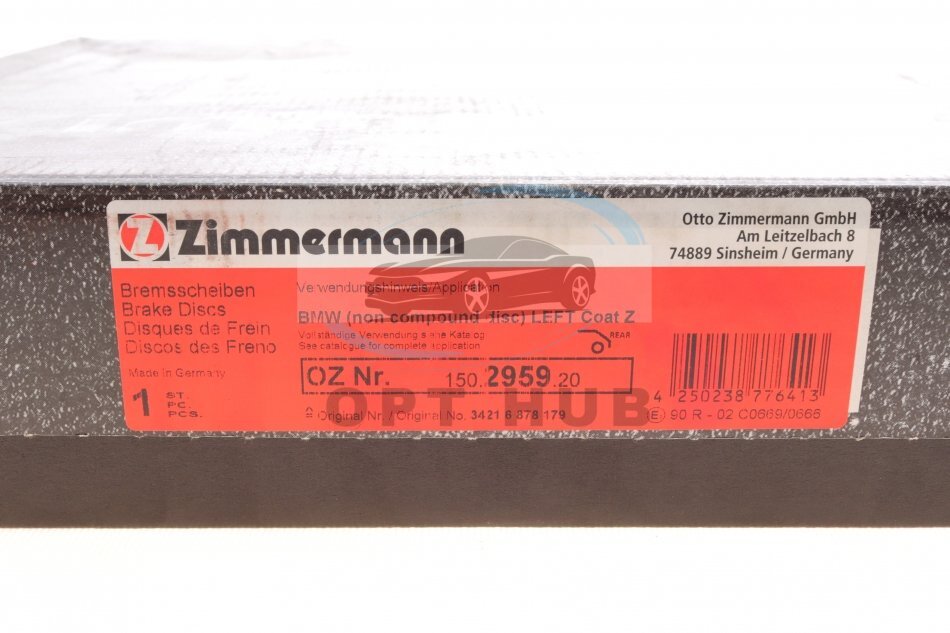 Z Zimmermann
Otto Zimmermann GmbH
Am Leitzelbach 8
74889 Sinsheim / Germany
Bremsscheiben
Brake Discs
Disques de Frein
Discos des Freno
Made in Germany
1 ST.
PC.
PCS.
Verwendungshinweis/Application
BMW (non compound disc) LEFT Coat Z
Vollständige Verwendung siehe Katalog
See catalogue for complete application
REAR
OZ Nr. 150.2959.20
≙ Original Nr. / Original No. 3421 6 878 179
4 250238 776413
E 90 R - 02 C0669/0666
OPT HUB